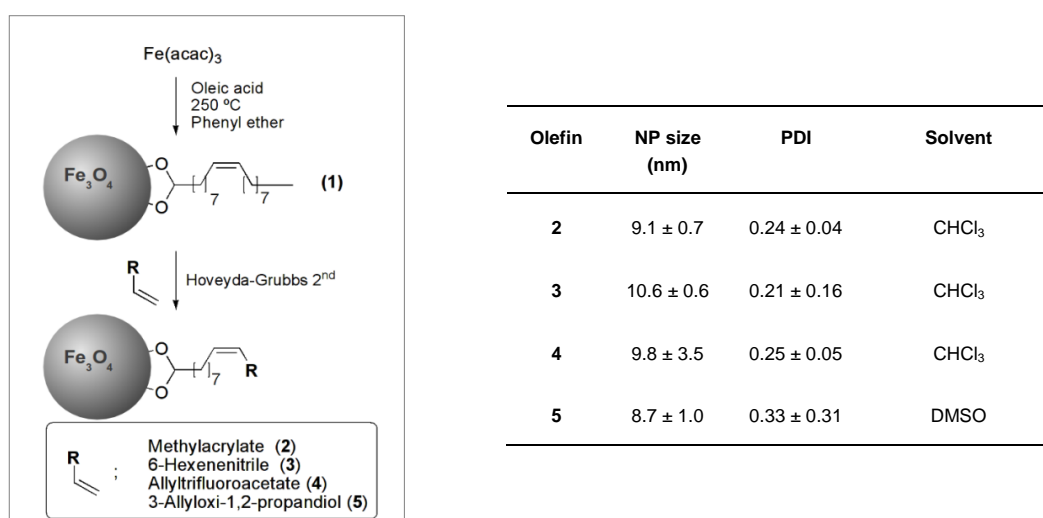 Fe(acac)3
Oleic acid
250 ºC
Phenyl ether
Fe3O4
O
O
7
7
(1)
R
Hoveyda-Grubbs 2nd
Fe3O4
O
O
7
R
R
;
Methylacrylate (2)
6-Hexenenitrile (3)
Allyltrifluoroacetate (4)
3-Allyloxi-1,2-propandiol (5)
Olefin NP size (nm) PDI Solvent
2 9.1 ± 0.7 0.24 ± 0.04 CHCl3
3 10.6 ± 0.6 0.21 ± 0.16 CHCl3
4 9.8 ± 3.5 0.25 ± 0.05 CHCl3
5 8.7 ± 1.0 0.33 ± 0.31 DMSO